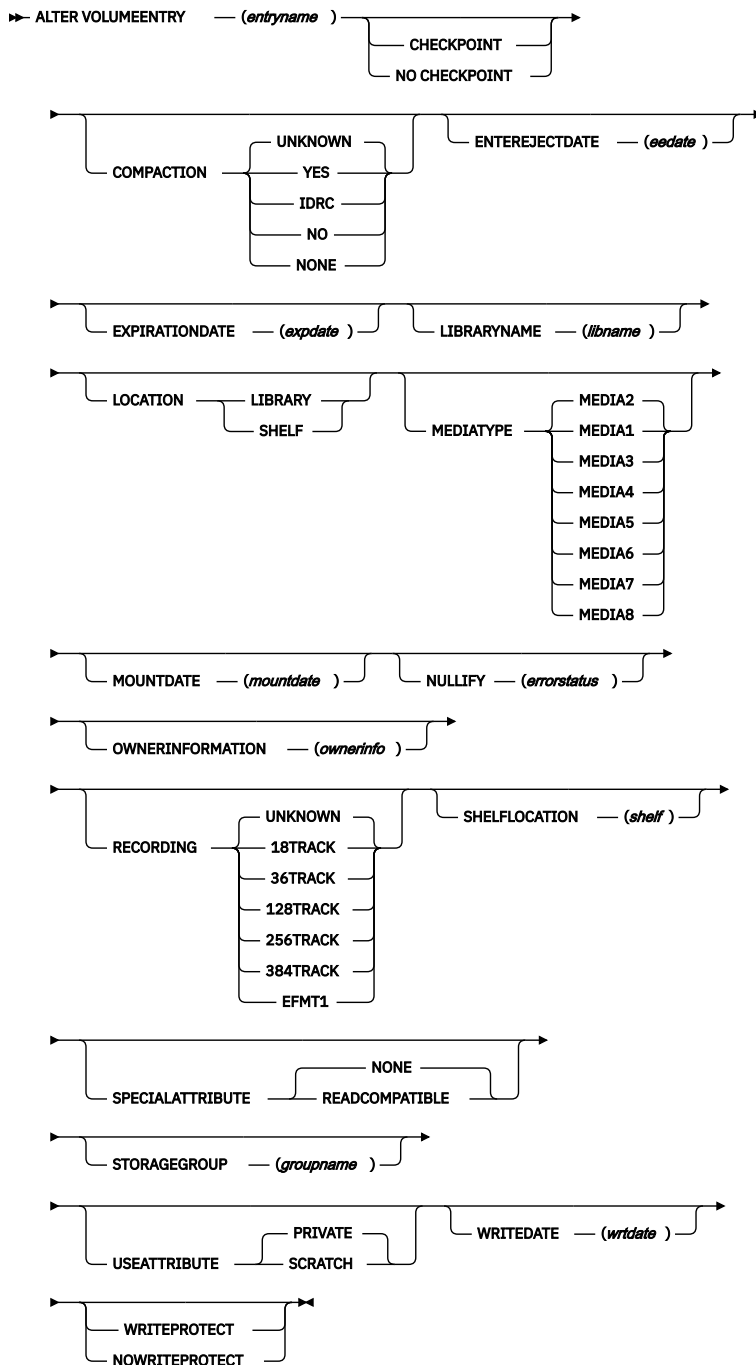 ALTER VOLUMEENTRY (entryname )
CHECKPOINT
NO CHECKPOINT
UNKNOWN
COMPACTION YES
IDRC
NO
NONE
ENTEREJECTDATE (eedate )
EXPIRATIONDATE (expdate )
LIBRARYNAME (libname )
LOCATION LIBRARY
SHELF
MEDIA2
MEDIATYPE MEDIA1
MEDIA3
MEDIA4
MEDIA5
MEDIA6
MEDIA7
MEDIA8
MOUNTDATE (mountdate )
NULLIFY (errorstatus )
OWNERINFORMATION (ownerinfo )
UNKNOWN
RECORDING 18TRACK
36TRACK
128TRACK
256TRACK
384TRACK
EFMT1
SHELFLOCATION (shelf )
NONE
SPECIALATTRIBUTE READCOMPATIBLE
STORAGEGROUP (groupname )
PRIVATE
USEATTRIBUTE SCRATCH
WRITEDATE (wrtdate )
WRITEPROTECT
NOWRITEPROTECT